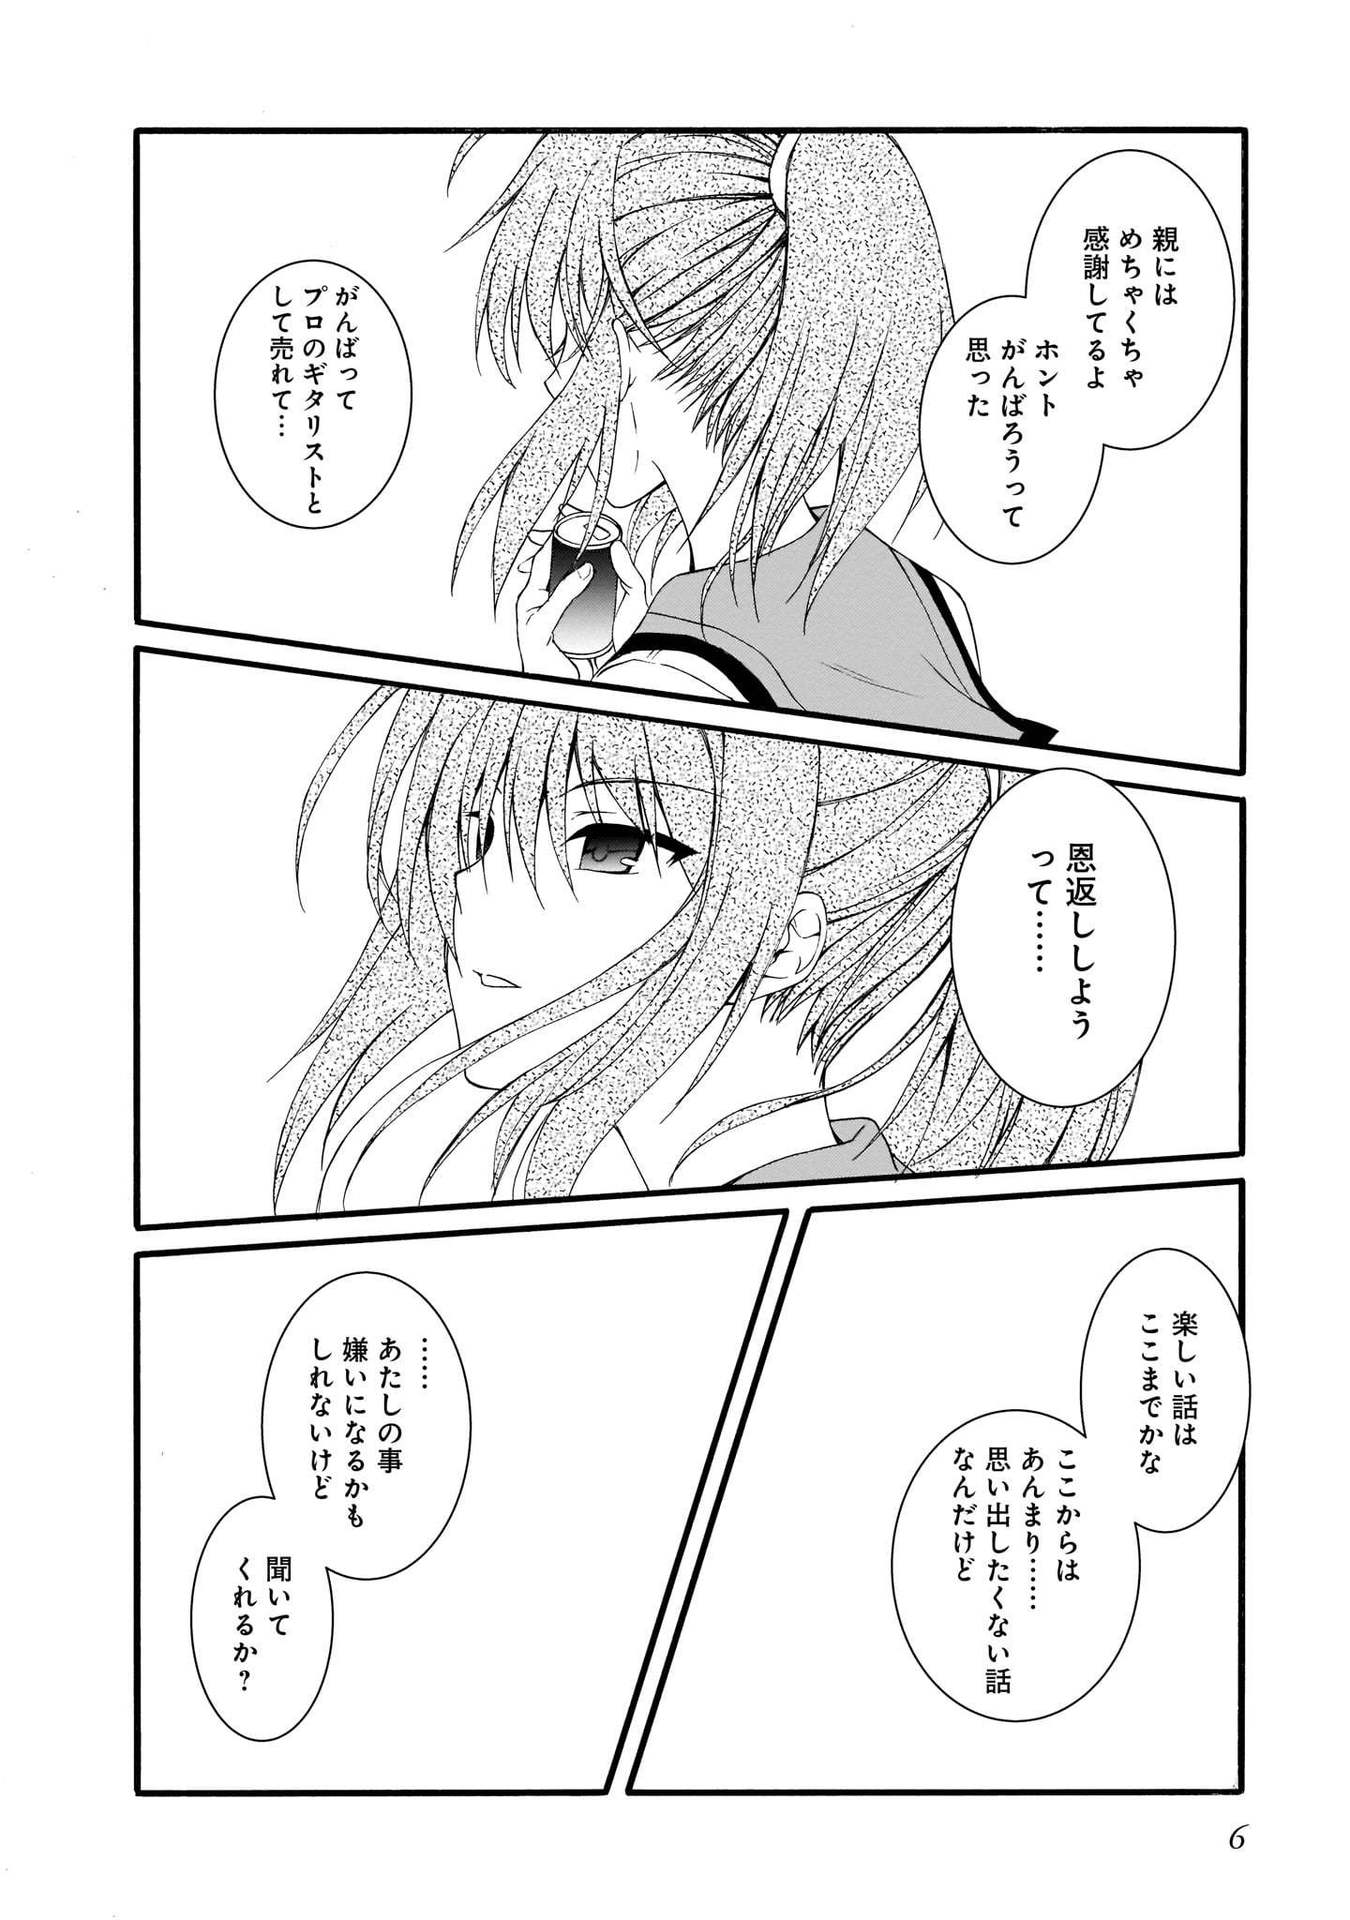 親には
めちゃくちゃ
感謝してるよ
ホント
がんばろうって
思った
がんばって
プロのギタリストと
して売れて…
恩返ししよう
って……
楽しい話は
ここまでかな
ここからは
あんまり……
思い出したくない話
なんだけど
……
あたしの事
嫌いになるかも
しれないけど
聞いて
くれるか？
6